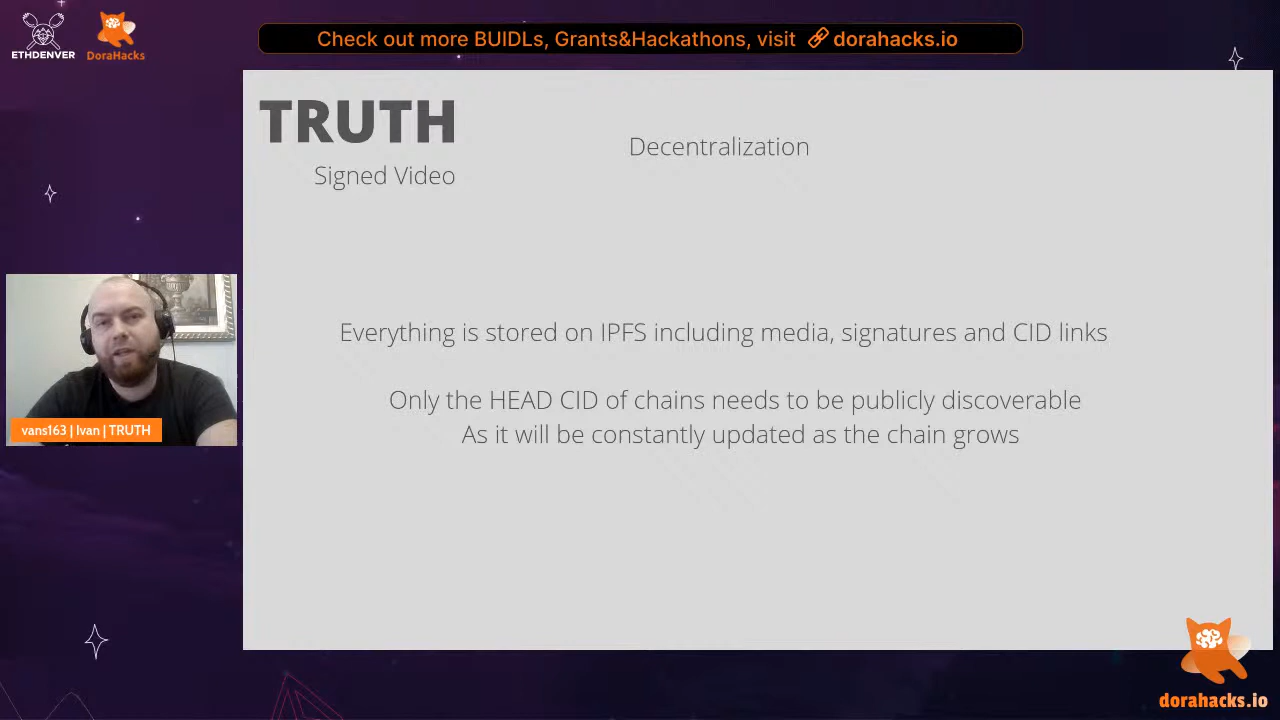 ETHDENVER
DoraHacks
Check out more BUIDLs, Grants&Hackathons, visit dorahacks.io
TRUTH
Signed Video
Decentralization
Everything is stored on IPFS including media, signatures and CID links
Only the HEAD CID of chains needs to be publicly discoverable
As it will be constantly updated as the chain grows
vans163 | Ivan | TRUTH
dorahacks.io